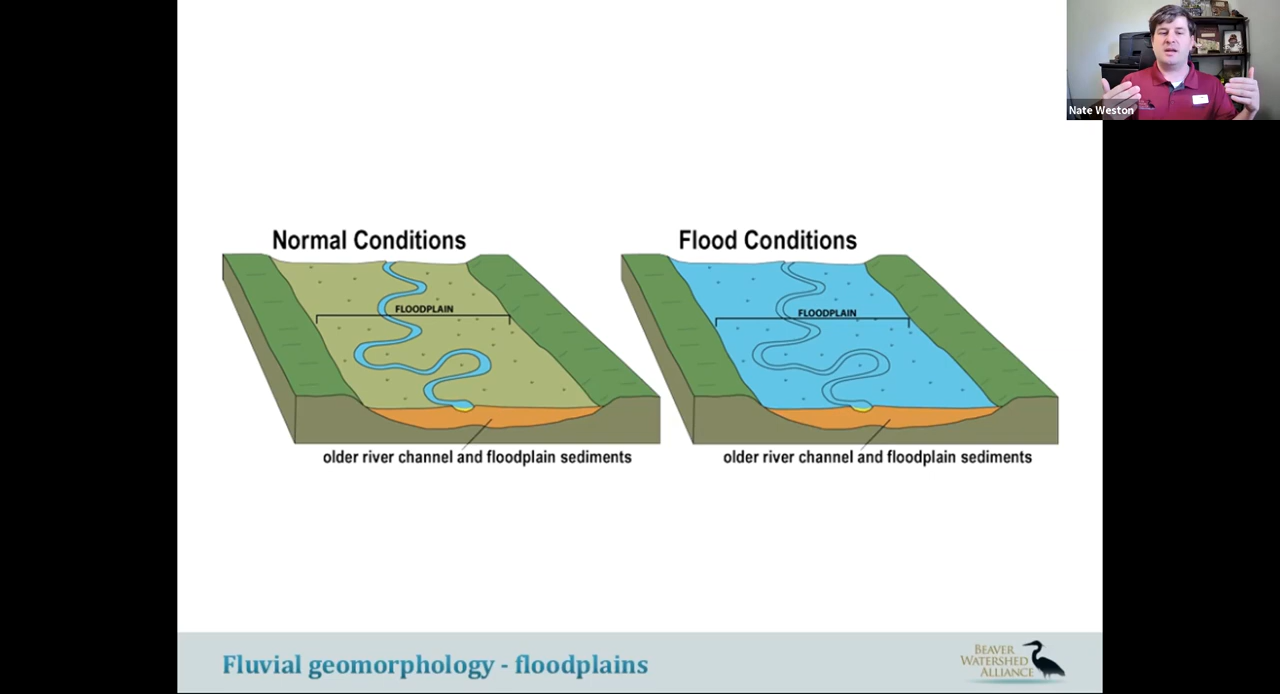 Nate Weston
Normal Conditions
Flood Conditions
FLOODPLAIN
FLOODPLAIN
older river channel and floodplain sediments
older river channel and floodplain sediments
Fluvial geomorphology - floodplains
BEAVER
WATERSHED
ALLIANCE